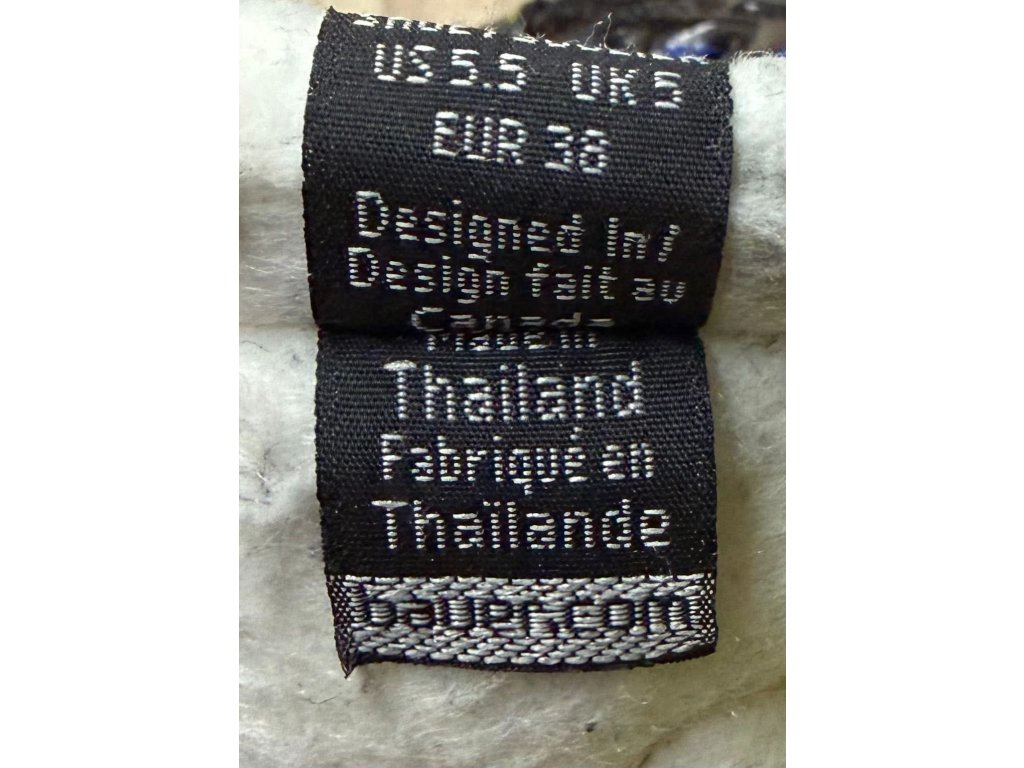 US 5.5 UK 5
EUR 38
Designed In/
Design fait au
Canada
Made in
Thailand
Fabriqué en
Thaïlande
bauer.com